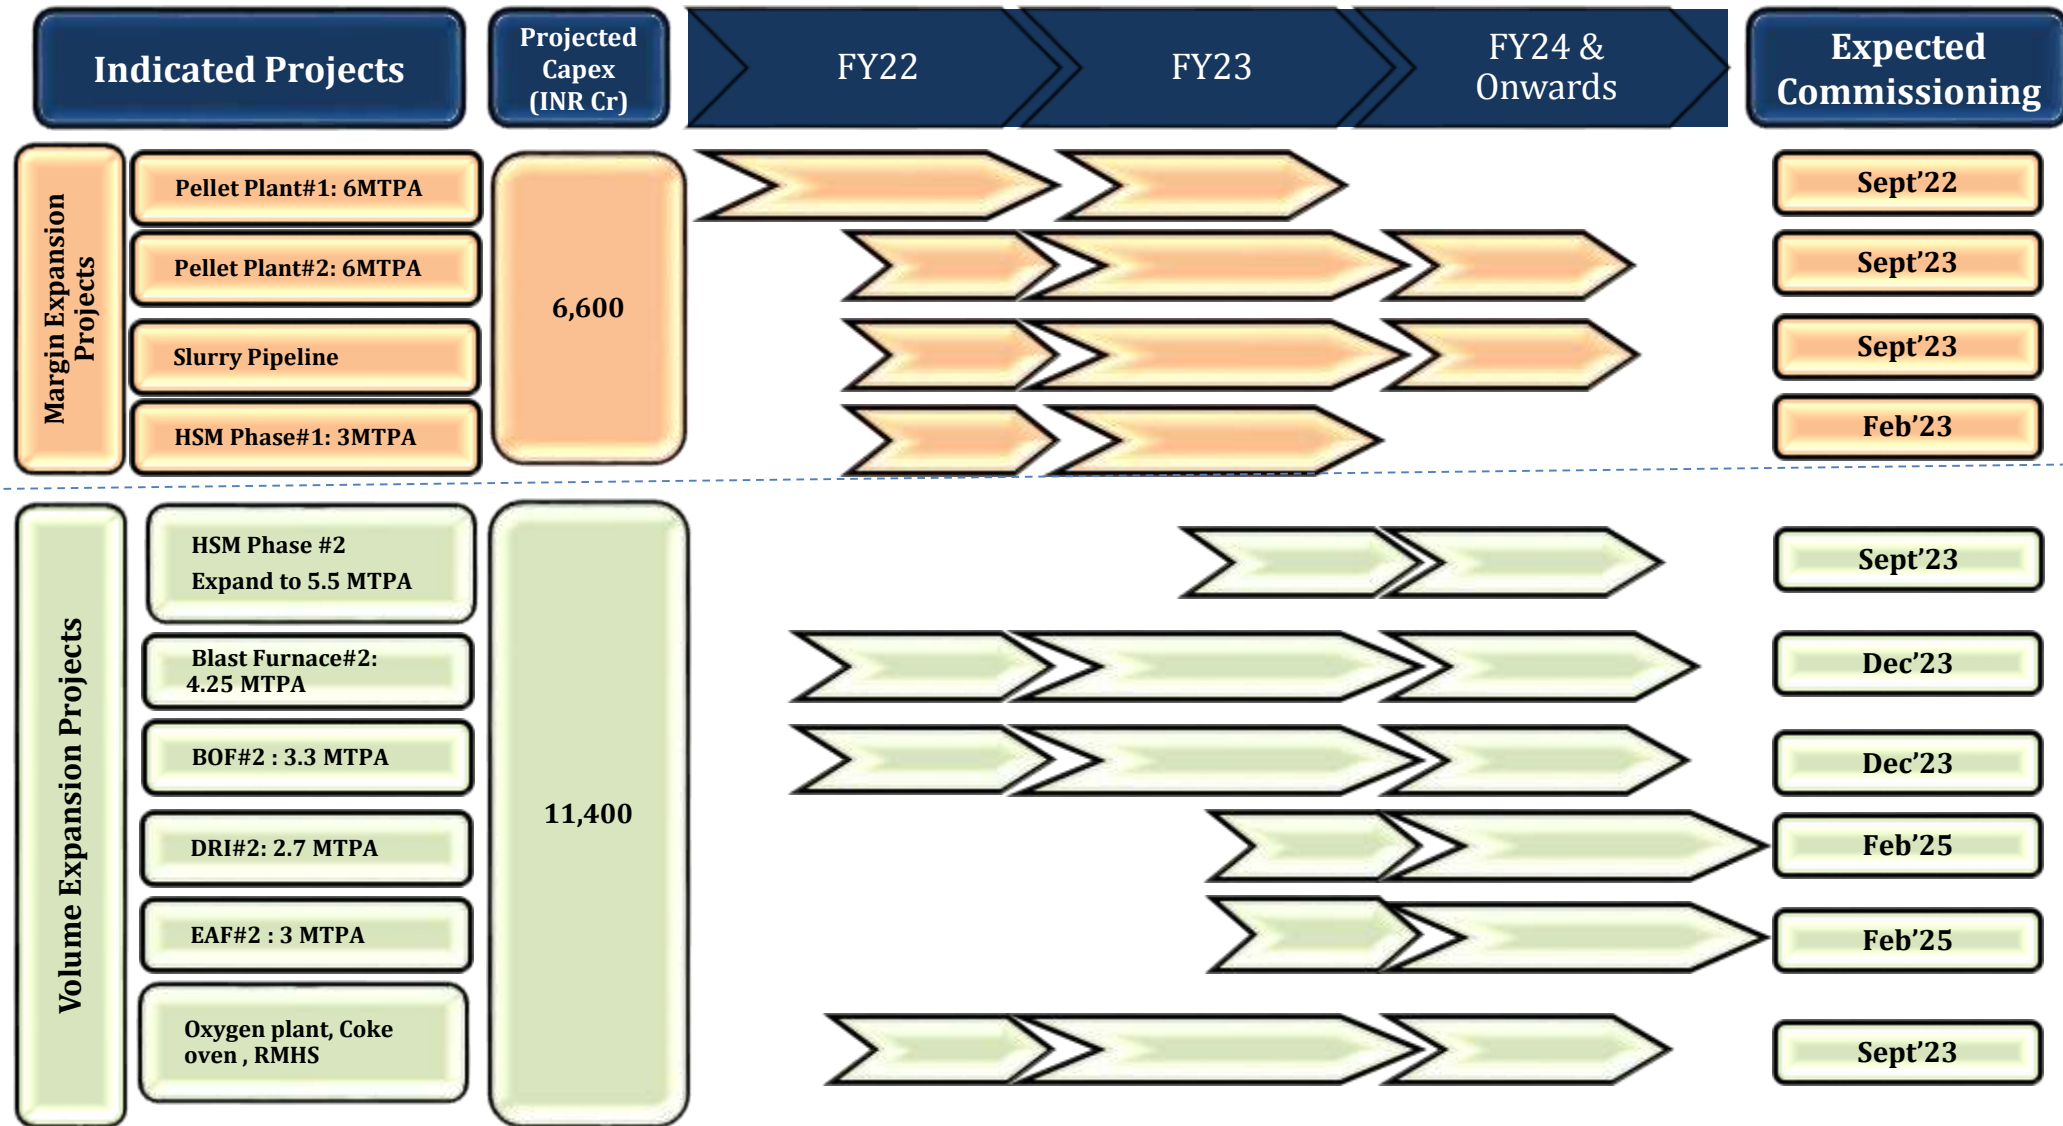 Indicated Projects
Projected
Capex
(INR Cr)
FY22
FY23
FY24 &
Onwards
Expected
Commissioning
Margin Expansion
Projects
Pellet Plant#1: 6MTPA
Pellet Plant#2: 6MTPA
Slurry Pipeline
HSM Phase#1: 3MTPA
6,600
Sept’22
Sept’23
Sept’23
Feb’23
Volume Expansion Projects
HSM Phase #2
Expand to 5.5 MTPA
Blast Furnace#2:
4.25 MTPA
BOF#2 : 3.3 MTPA
DRI#2: 2.7 MTPA
EAF#2 : 3 MTPA
Oxygen plant, Coke
oven , RMHS
11,400
Sept’23
Dec’23
Dec’23
Feb’25
Feb’25
Sept’23